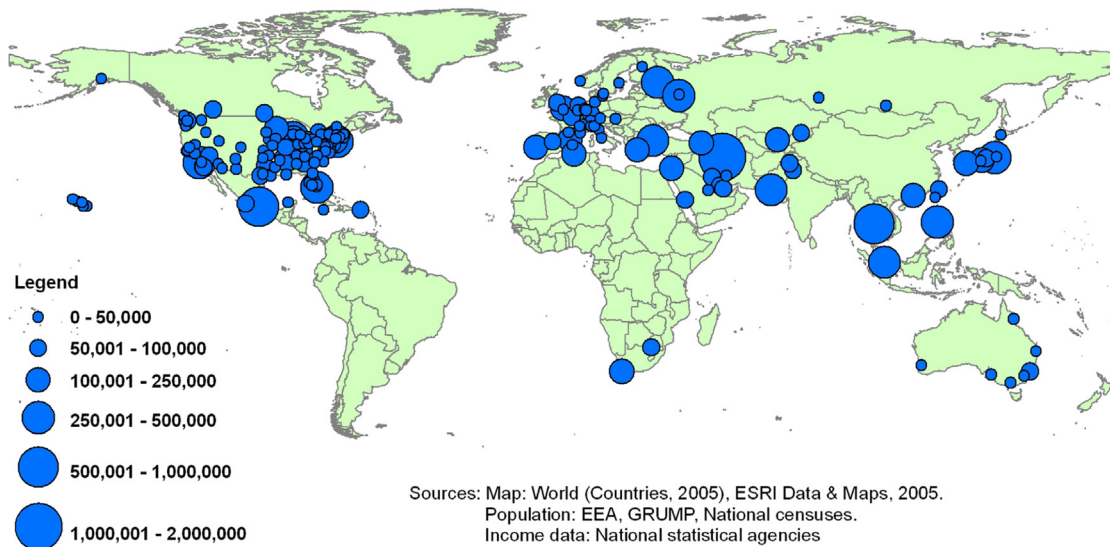 Legend
0 - 50,000
50,001 - 100,000
100,001 - 250,000
250,001 - 500,000
500,001 - 1,000,000
1,000,001 - 2,000,000
Sources: Map: World (Countries, 2005), ESRI Data & Maps, 2005.
Population: EEA, GRUMP, National censuses.
Income data: National statistical agencies